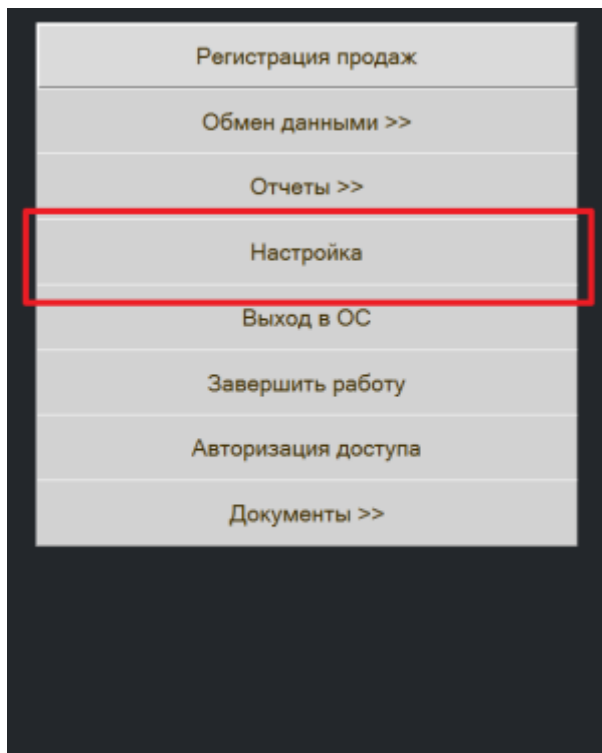 Регистрация продаж
Обмен данными >>
Отчеты >>
Настройка
Выход в ОС
Завершить работу
Авторизация доступа
Документы >>